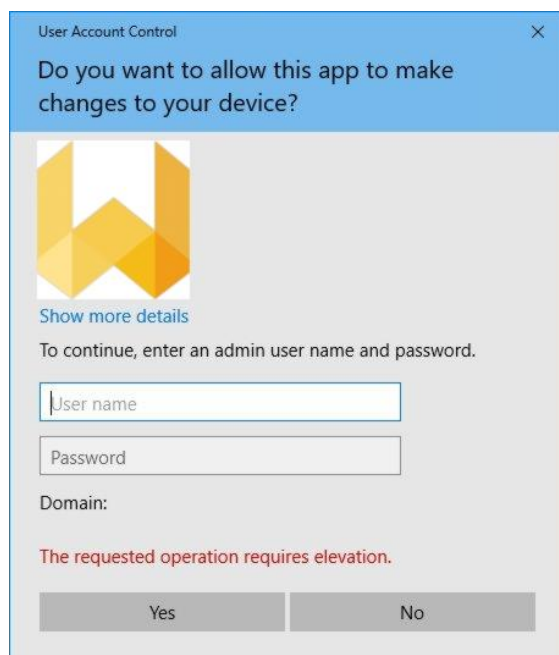 User Account Control
Do you want to allow this app to make
changes to your device?
Show more details
To continue, enter an admin user name and password.
User name
Password
Domain:
The requested operation requires elevation.
Yes No